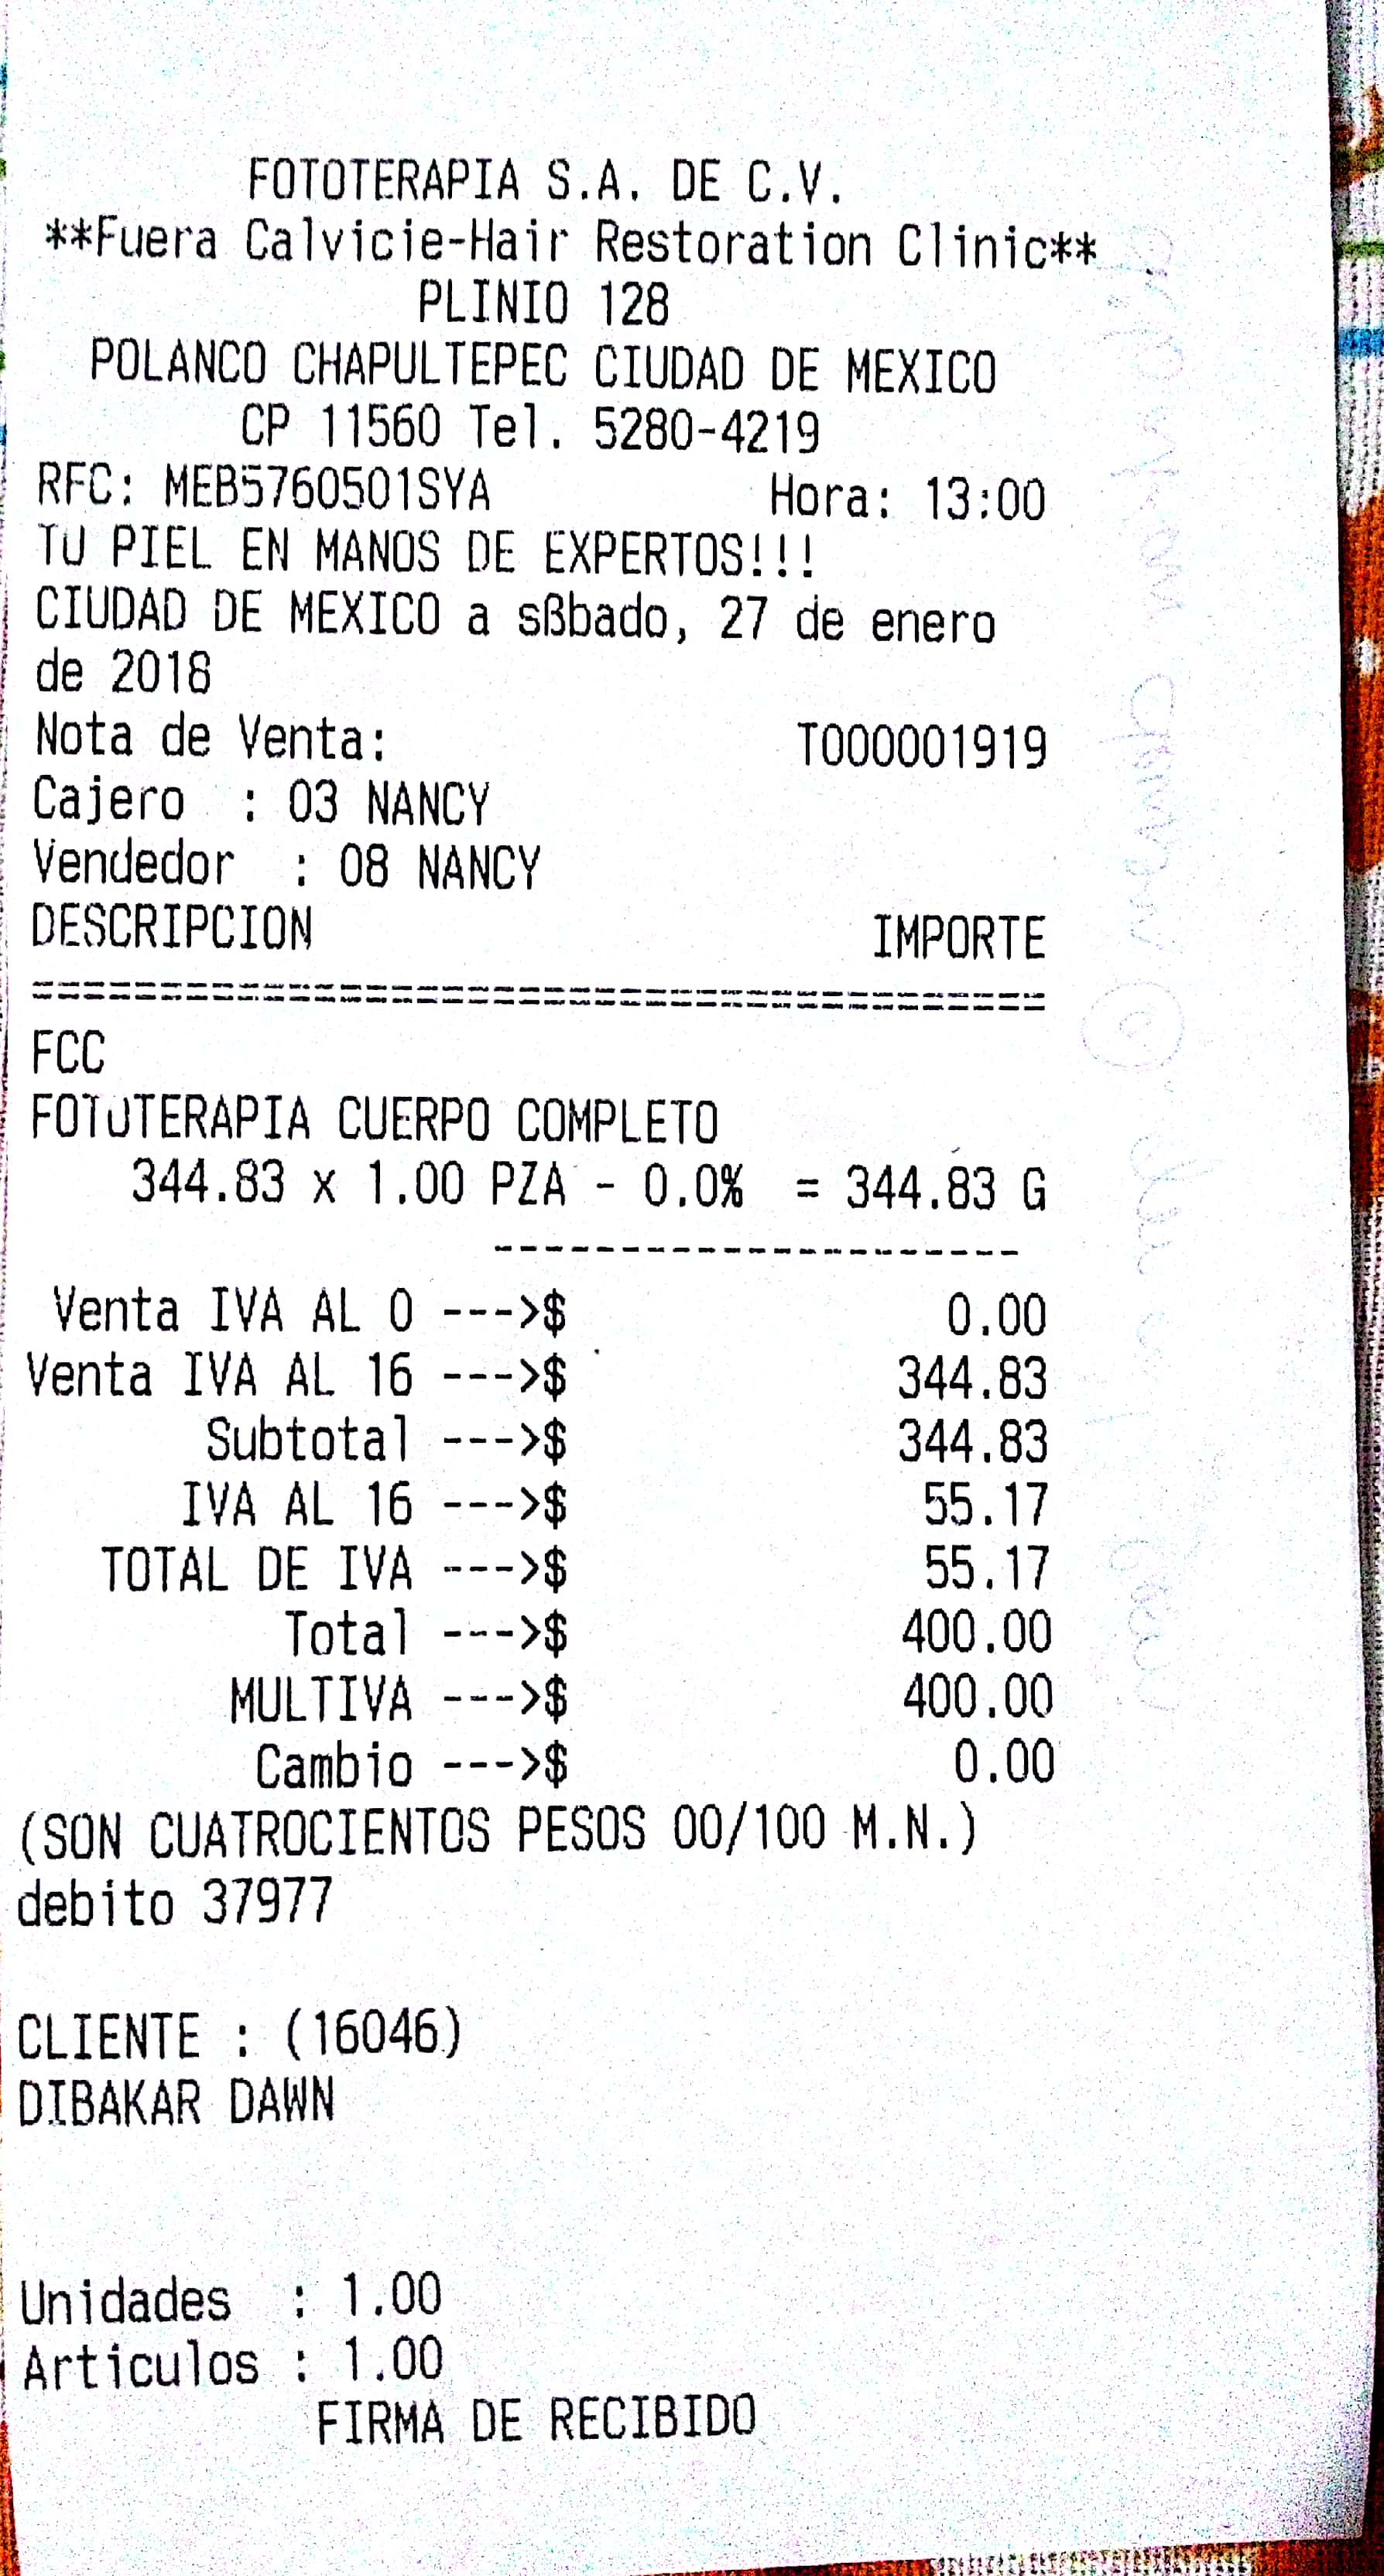 FOTOTERAPIA S.A. DE C.V.
**Fuera Calvicie-Hair Restoration Clinic**
PLINIO 128
POLANCO CHAPULTEPEC CIUDAD DE MEXICO
CP 11560 Tel. 5280-4219
RFC: MEB5760501SYA Hora: 13:00
TU PIEL EN MANOS DE EXPERTOS!!!
CIUDAD DE MEXICO a sßbado, 27 de enero
de 2018
Nota de Venta: T000001919
Cajero : 03 NANCY
Vendedor : 08 NANCY
DESCRIPCION IMPORTE
========================================
FCC
FOTOTERAPIA CUERPO COMPLETO
344.83 x 1.00 PZA - 0.0% = 344.83 G
---------------------
Venta IVA AL 0 --->$ 0.00
Venta IVA AL 16 --->$ 344.83
Subtotal --->$ 344.83
IVA AL 16 --->$ 55.17
TOTAL DE IVA --->$ 55.17
Total --->$ 400.00
MULTIVA --->$ 400.00
Cambio --->$ 0.00
(SON CUATROCIENTOS PESOS 00/100 M.N.)
debito 37977
CLIENTE : (16046)
DIBAKAR DAWN
Unidades : 1.00
Articulos : 1.00
FIRMA DE RECIBIDO